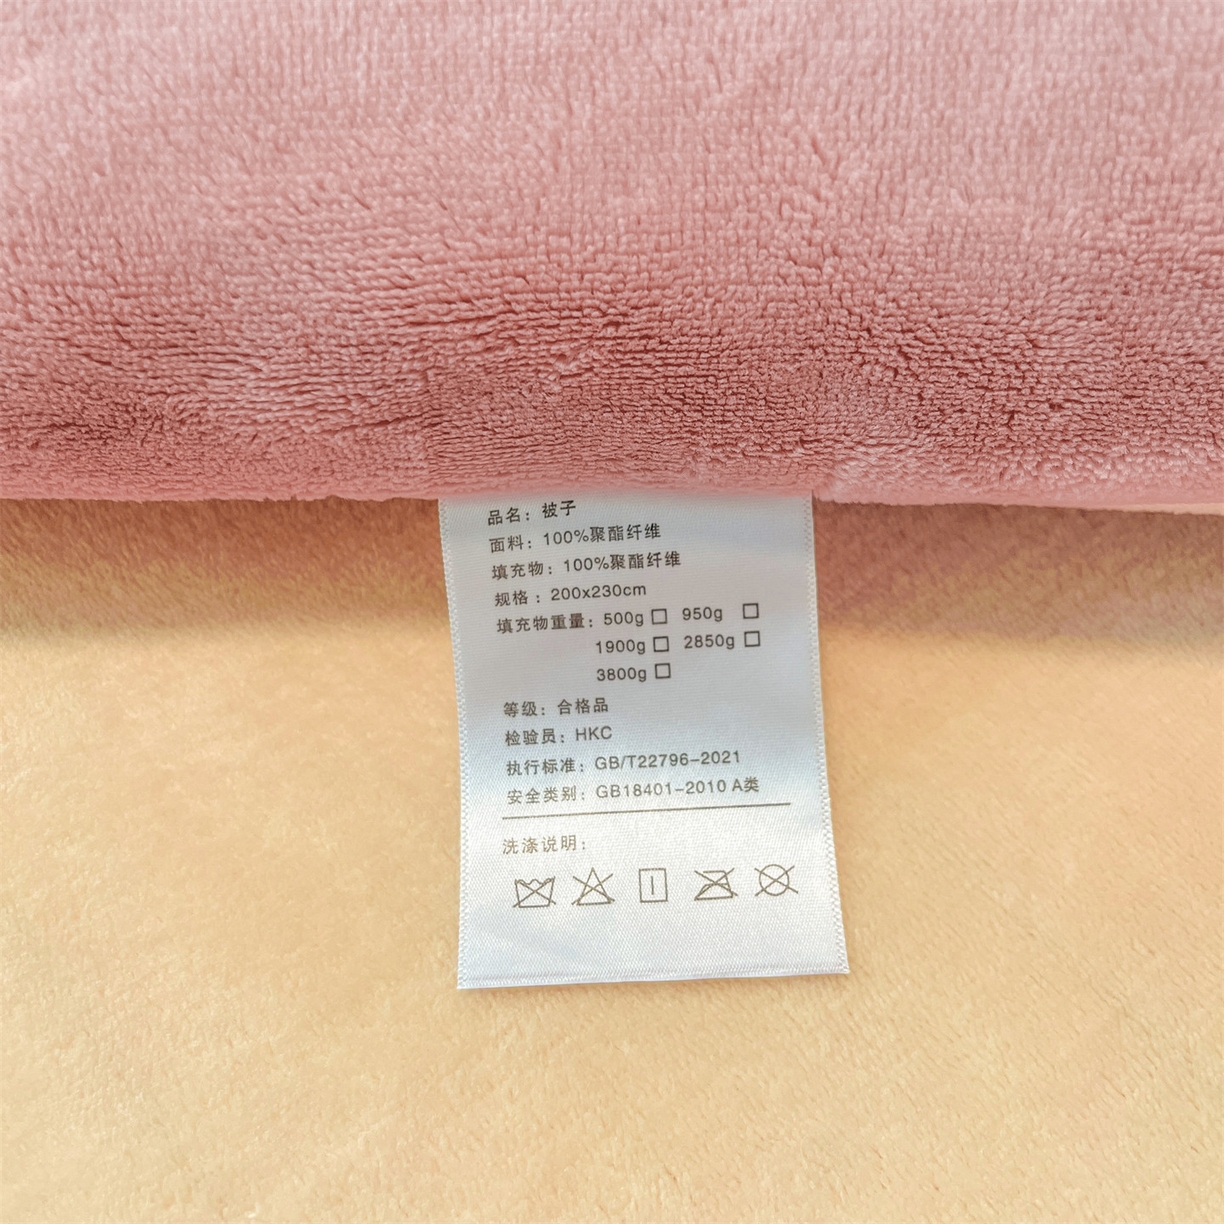 品名：被子
面料：100%聚酯纤维
填充物：100%聚酯纤维
规格：200x230cm
填充物重量：500g□ 950g □
1900g□ 2850g□
3800g□
等级：合格品
检验员：HKC
执行标准：GB/T22796-2021
安全类别：GB18401-2010 A类
洗涤说明：